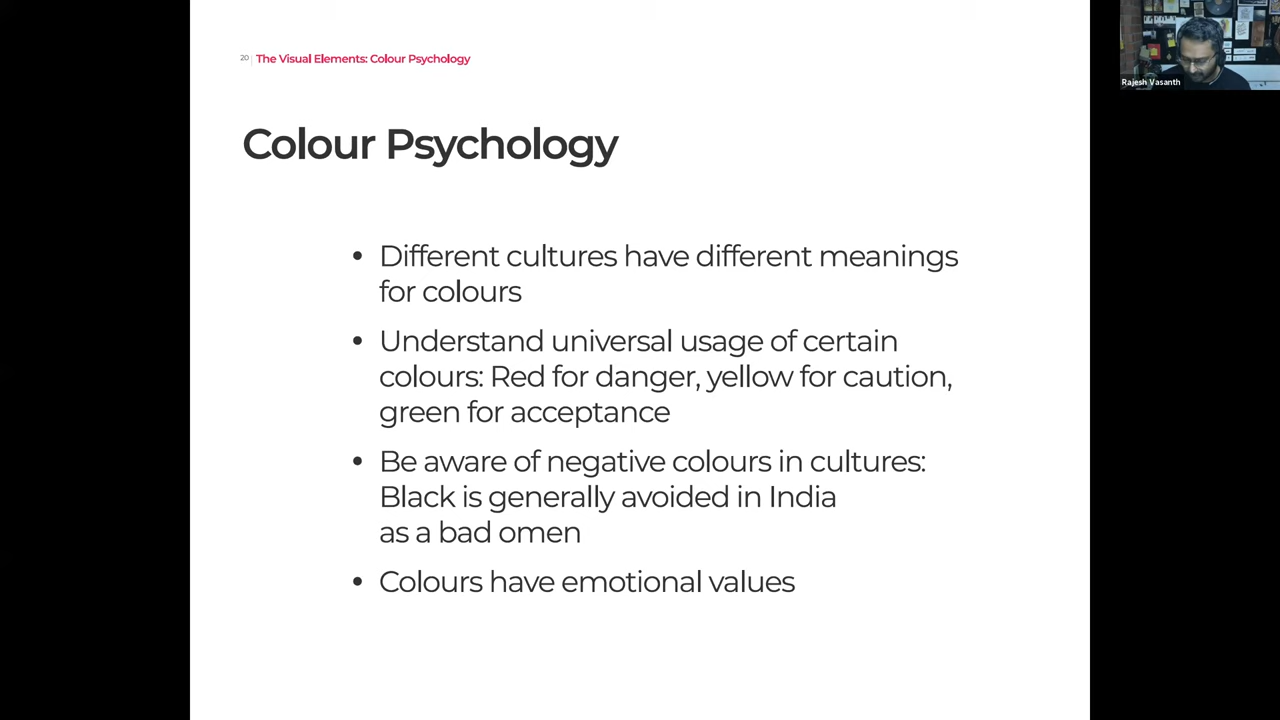 20 The Visual Elements: Colour Psychology
Rajesh Vasanth
Colour Psychology
• Different cultures have different meanings
for colours
• Understand universal usage of certain
colours: Red for danger, yellow for caution,
green for acceptance
• Be aware of negative colours in cultures:
Black is generally avoided in India
as a bad omen
• Colours have emotional values